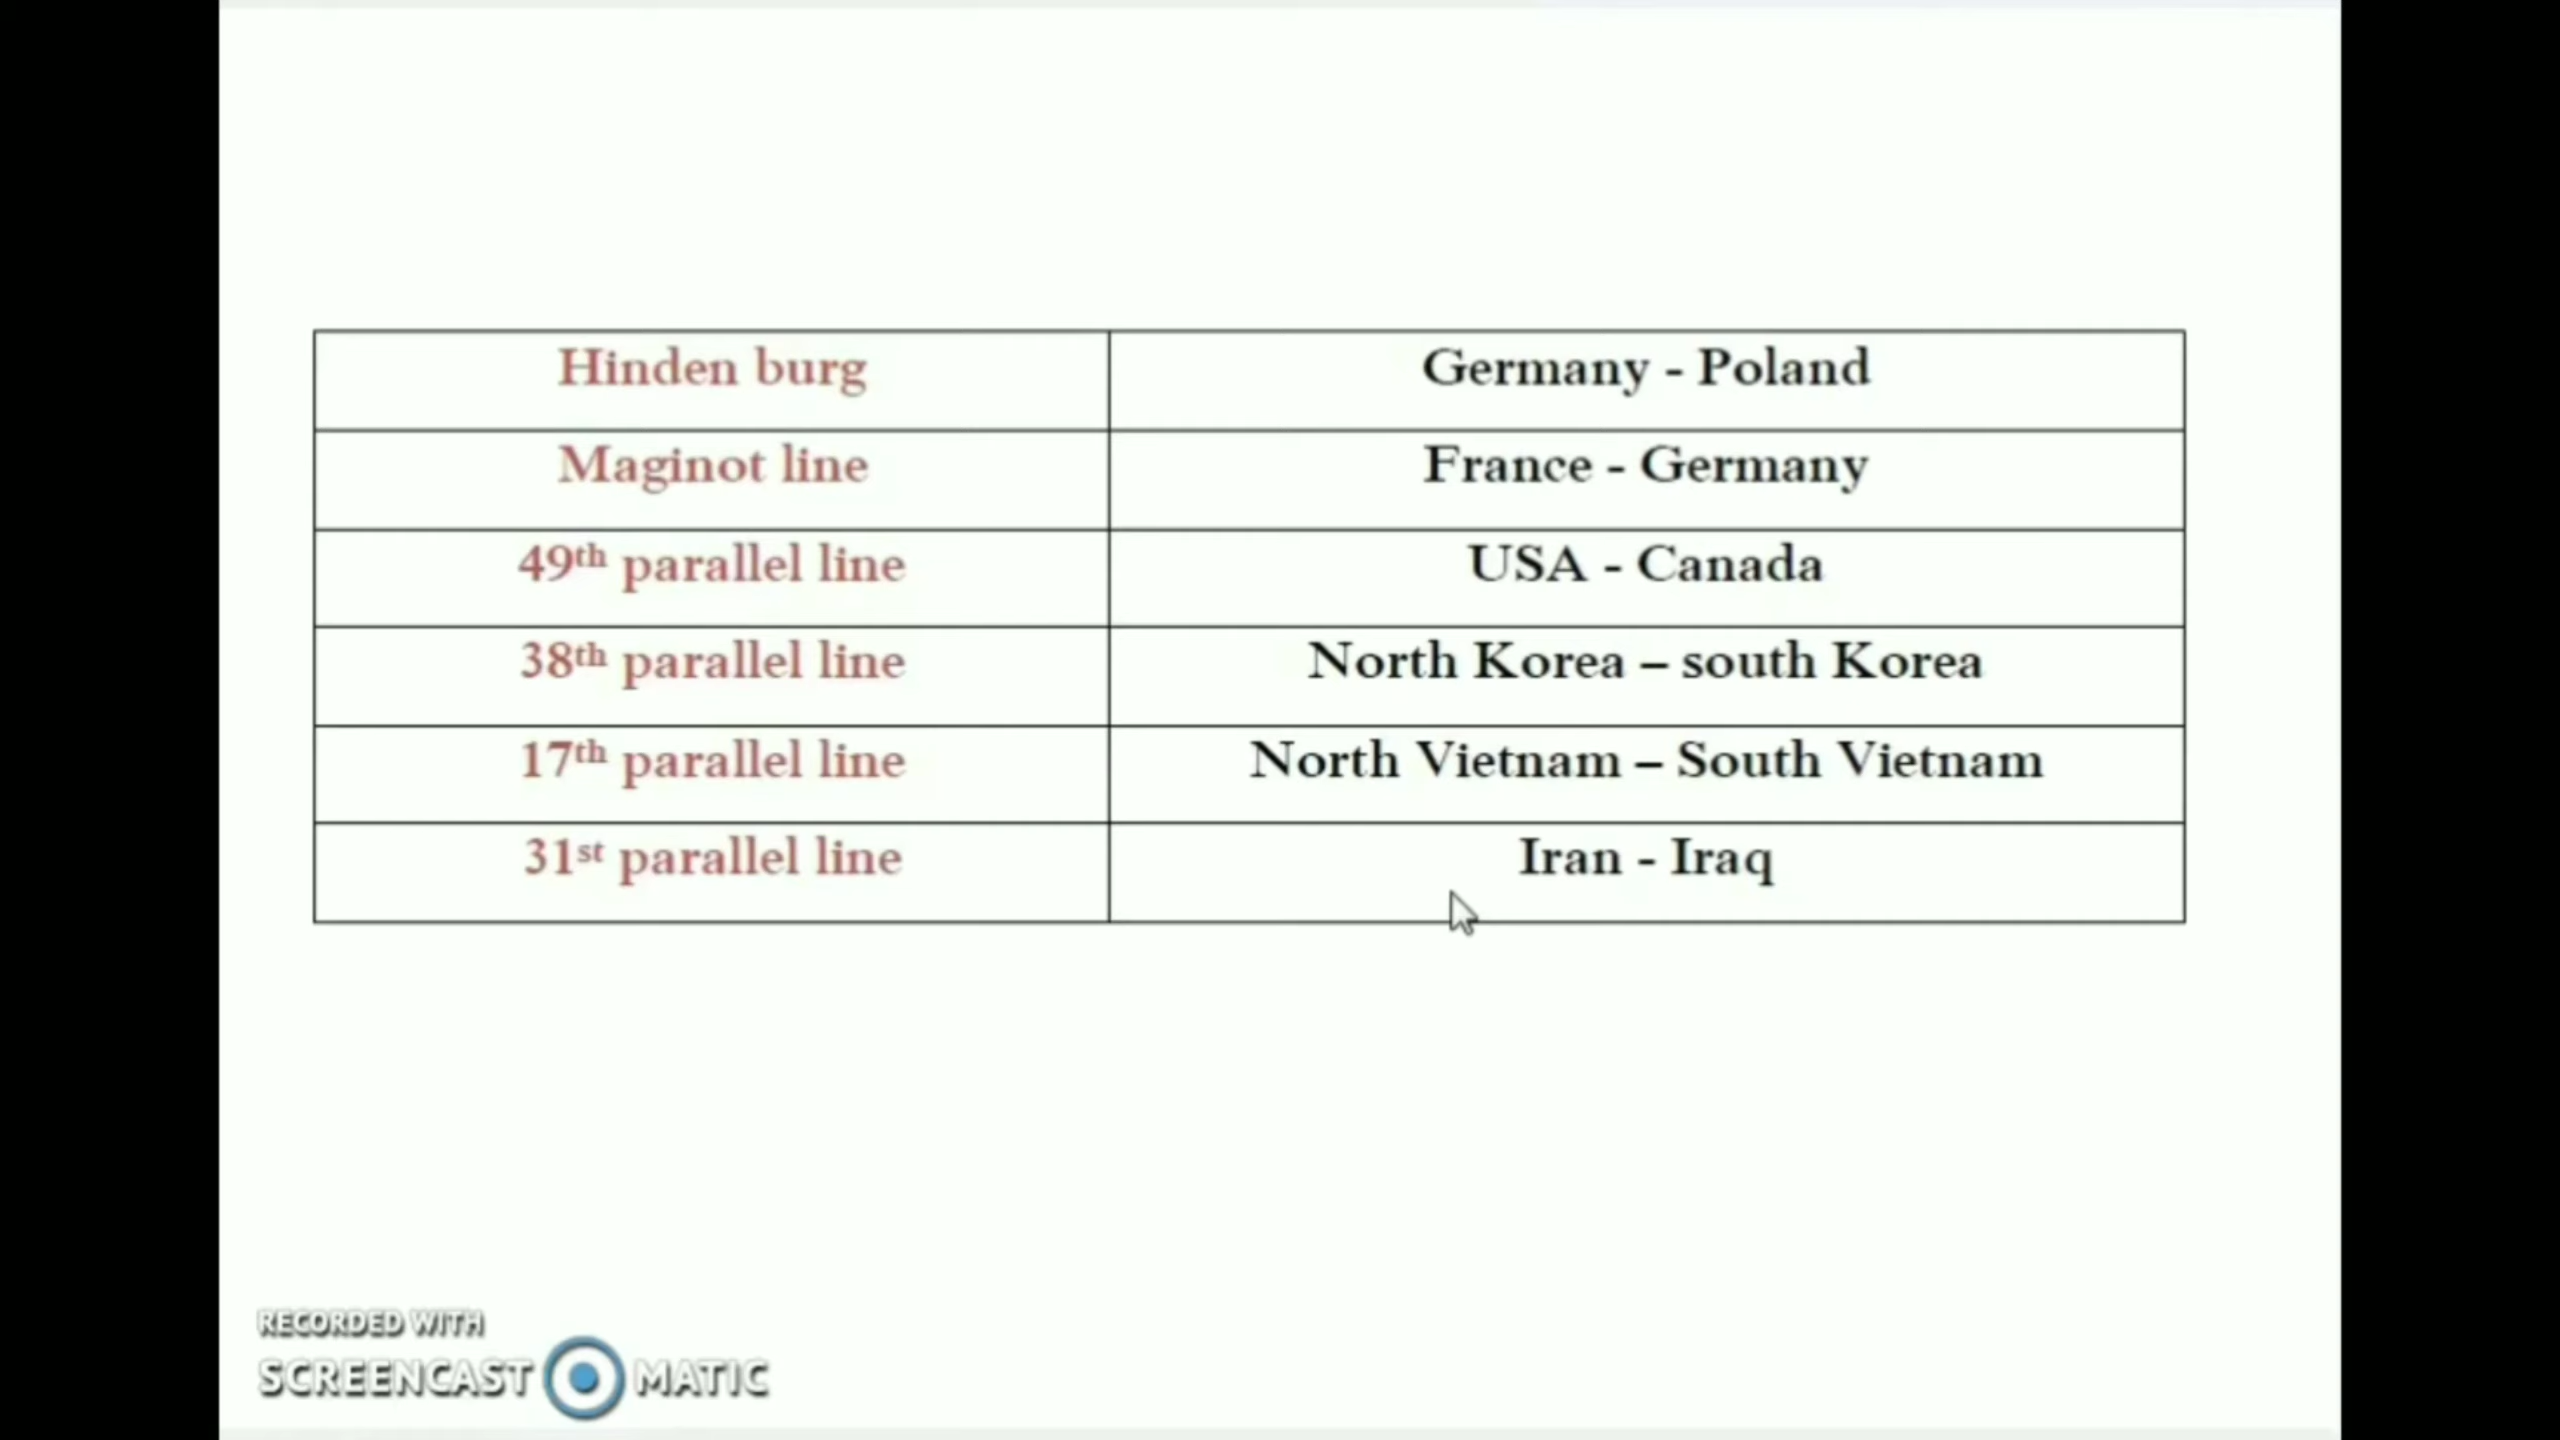 Hinden burg Germany - Poland
Maginot line France - Germany
49th parallel line USA - Canada
38th parallel line North Korea – south Korea
17th parallel line North Vietnam – South Vietnam
31st parallel line Iran - Iraq
RECORDED WITH
SCREENCAST MATIC